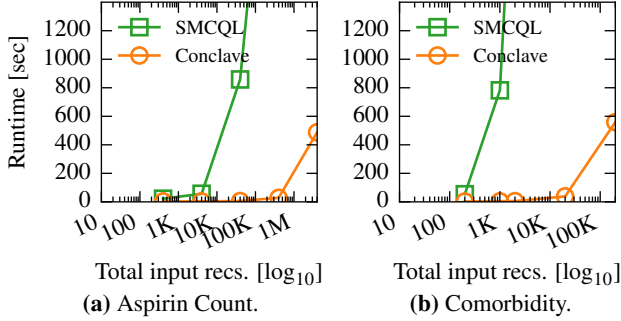 Runtime [sec]
1200
1000
800
600
400
200
0
SMCQL
Conclave
10
100
1K
10K
100K
1M
Total input recs. [log10]
(a) Aspirin Count.
1200
1000
800
600
400
200
0
SMCQL
Conclave
10
100
1K
10K
100K
Total input recs. [log10]
(b) Comorbidity.